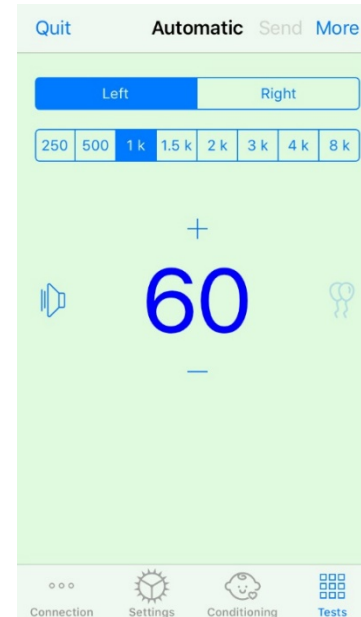 Quit Automatic Send More
Left Right
250 500 1 k 1.5 k 2 k 3 k 4 k 8 k
+
60
−
Connection Settings Conditioning Tests